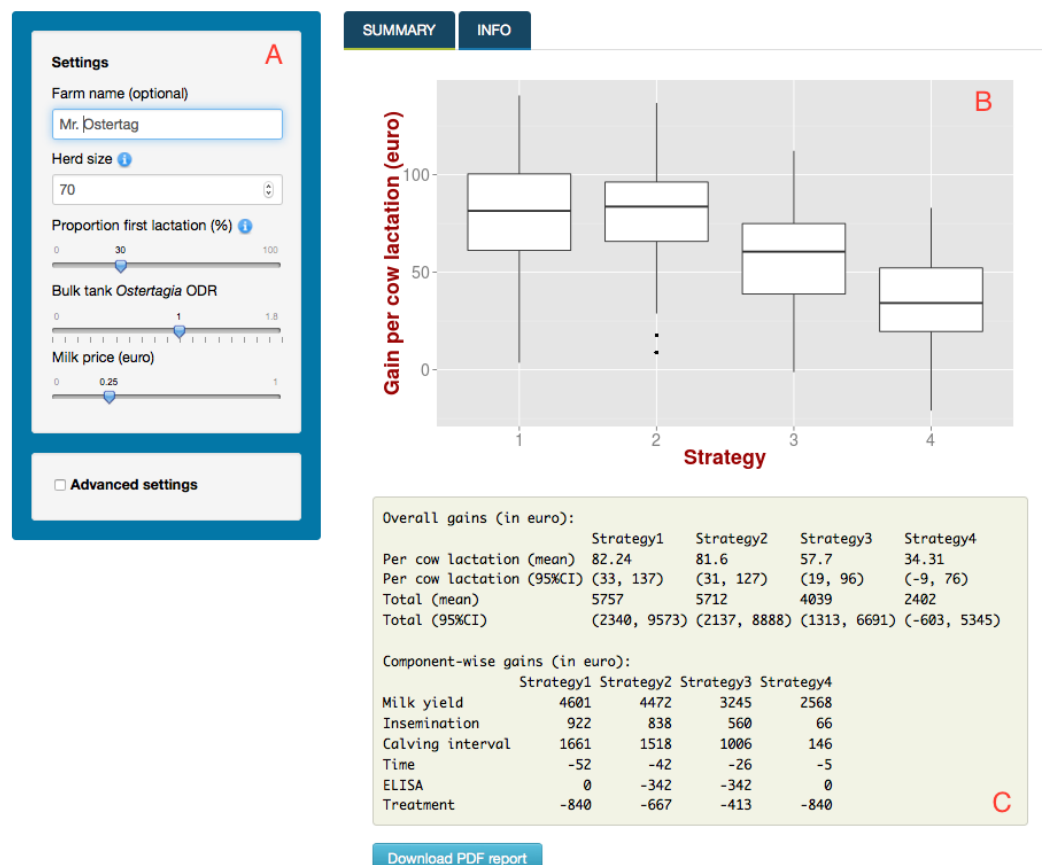 Settings
A
Farm name (optional)
Mr. Ostertag
Herd size
70
Proportion first lactation (%)
0 30 100
Bulk tank Ostertagia ODR
0 1 1.8
Milk price (euro)
0 0.25 1
Advanced settings
SUMMARY INFO
B
Gain per cow lactation (euro)
100
50
0
1 2 3 4
Strategy
Overall gains (in euro):
Strategy1 Strategy2 Strategy3 Strategy4
Per cow lactation (mean) 82.24 81.6 57.7 34.31
Per cow lactation (95%CI) (33, 137) (31, 127) (19, 96) (-9, 76)
Total (mean) 5757 5712 4039 2402
Total (95%CI) (2340, 9573) (2137, 8888) (1313, 6691) (-603, 5345)
Component-wise gains (in euro):
Strategy1 Strategy2 Strategy3 Strategy4
Milk yield 4601 4472 3245 2568
Insemination 922 838 560 66
Calving interval 1661 1518 1006 146
Time -52 -42 -26 -5
ELISA 0 -342 -342 0
Treatment -840 -667 -413 -840
C
Download PDF report